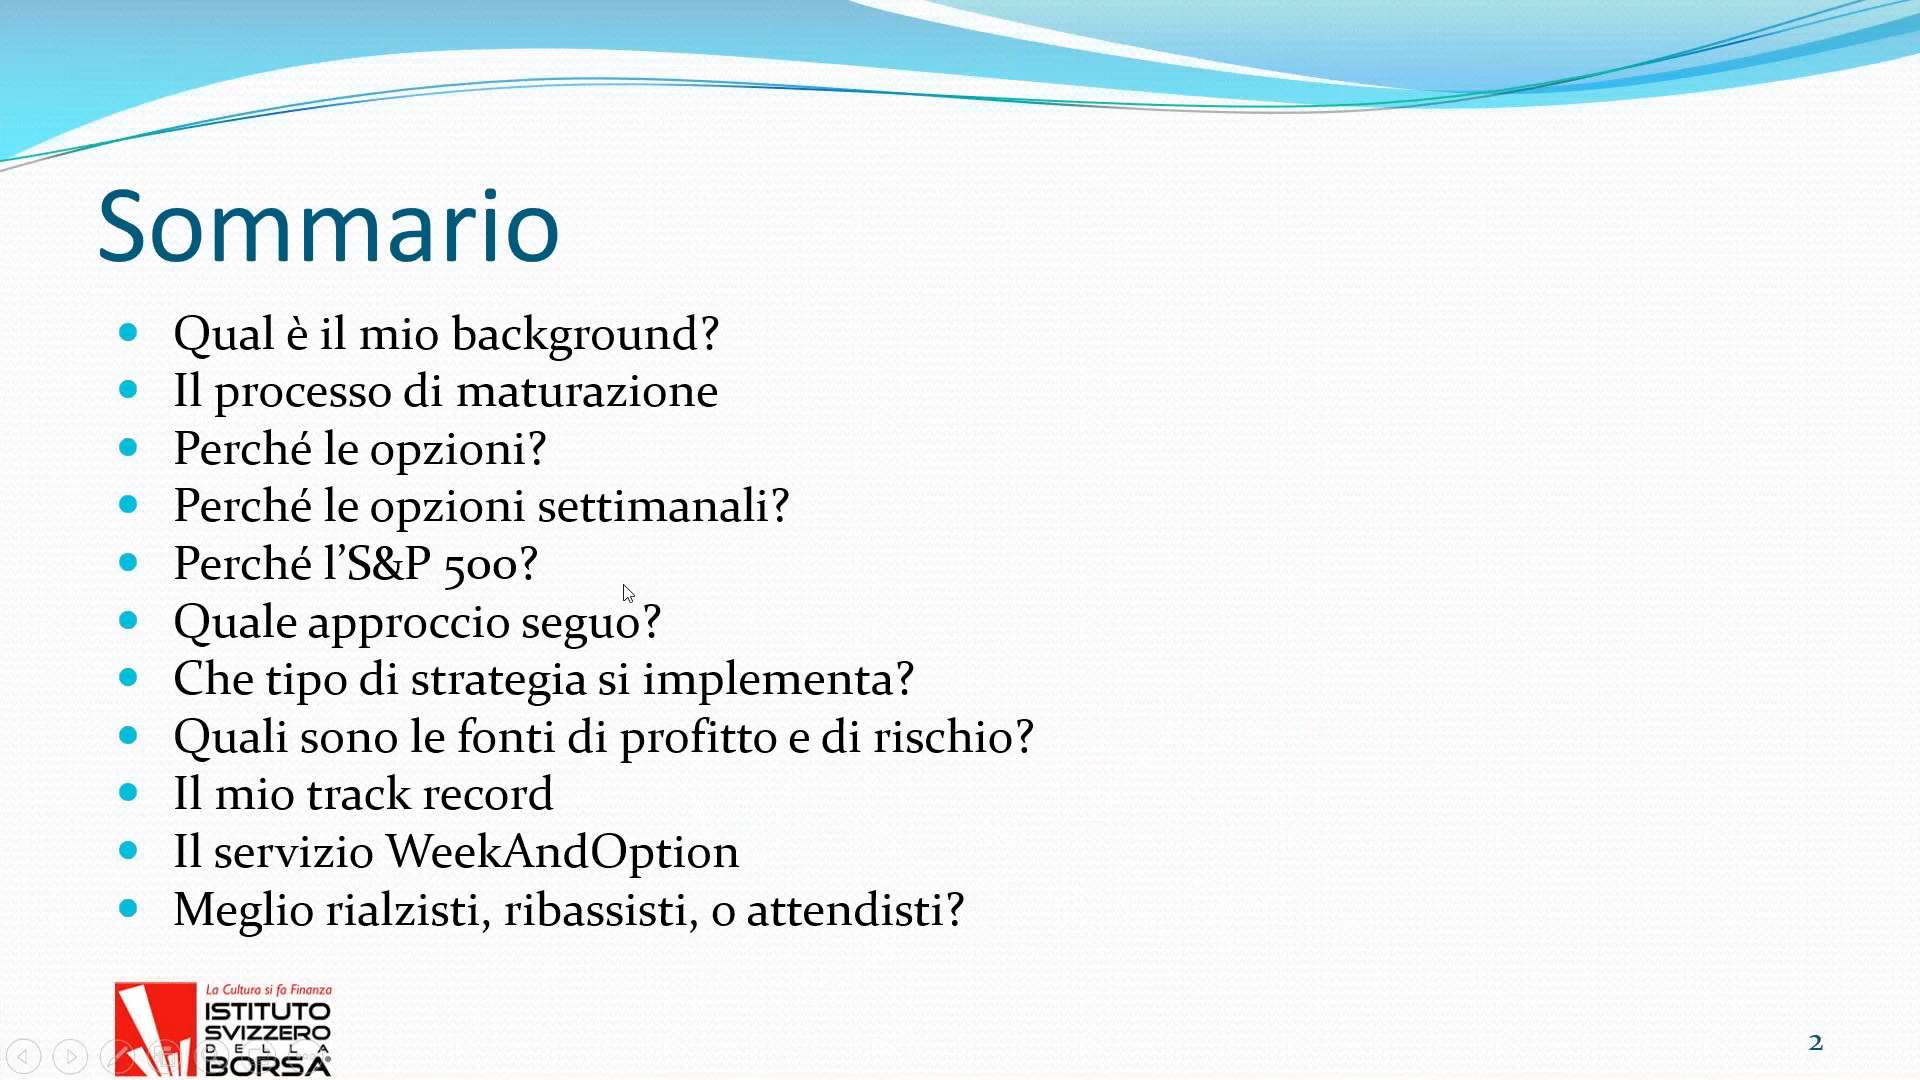 Sommario
Qual è il mio background?
Il processo di maturazione
Perché le opzioni?
Perché le opzioni settimanali?
Perché l’S&P 500?
Quale approccio seguo?
Che tipo di strategia si implementa?
Quali sono le fonti di profitto e di rischio?
Il mio track record
Il servizio WeekAndOption
Meglio rialzisti, ribassisti, o attendisti?
La Cultura si fa Finanza
ISTITUTO
SVIZZERO
DELLA
BORSA®
2